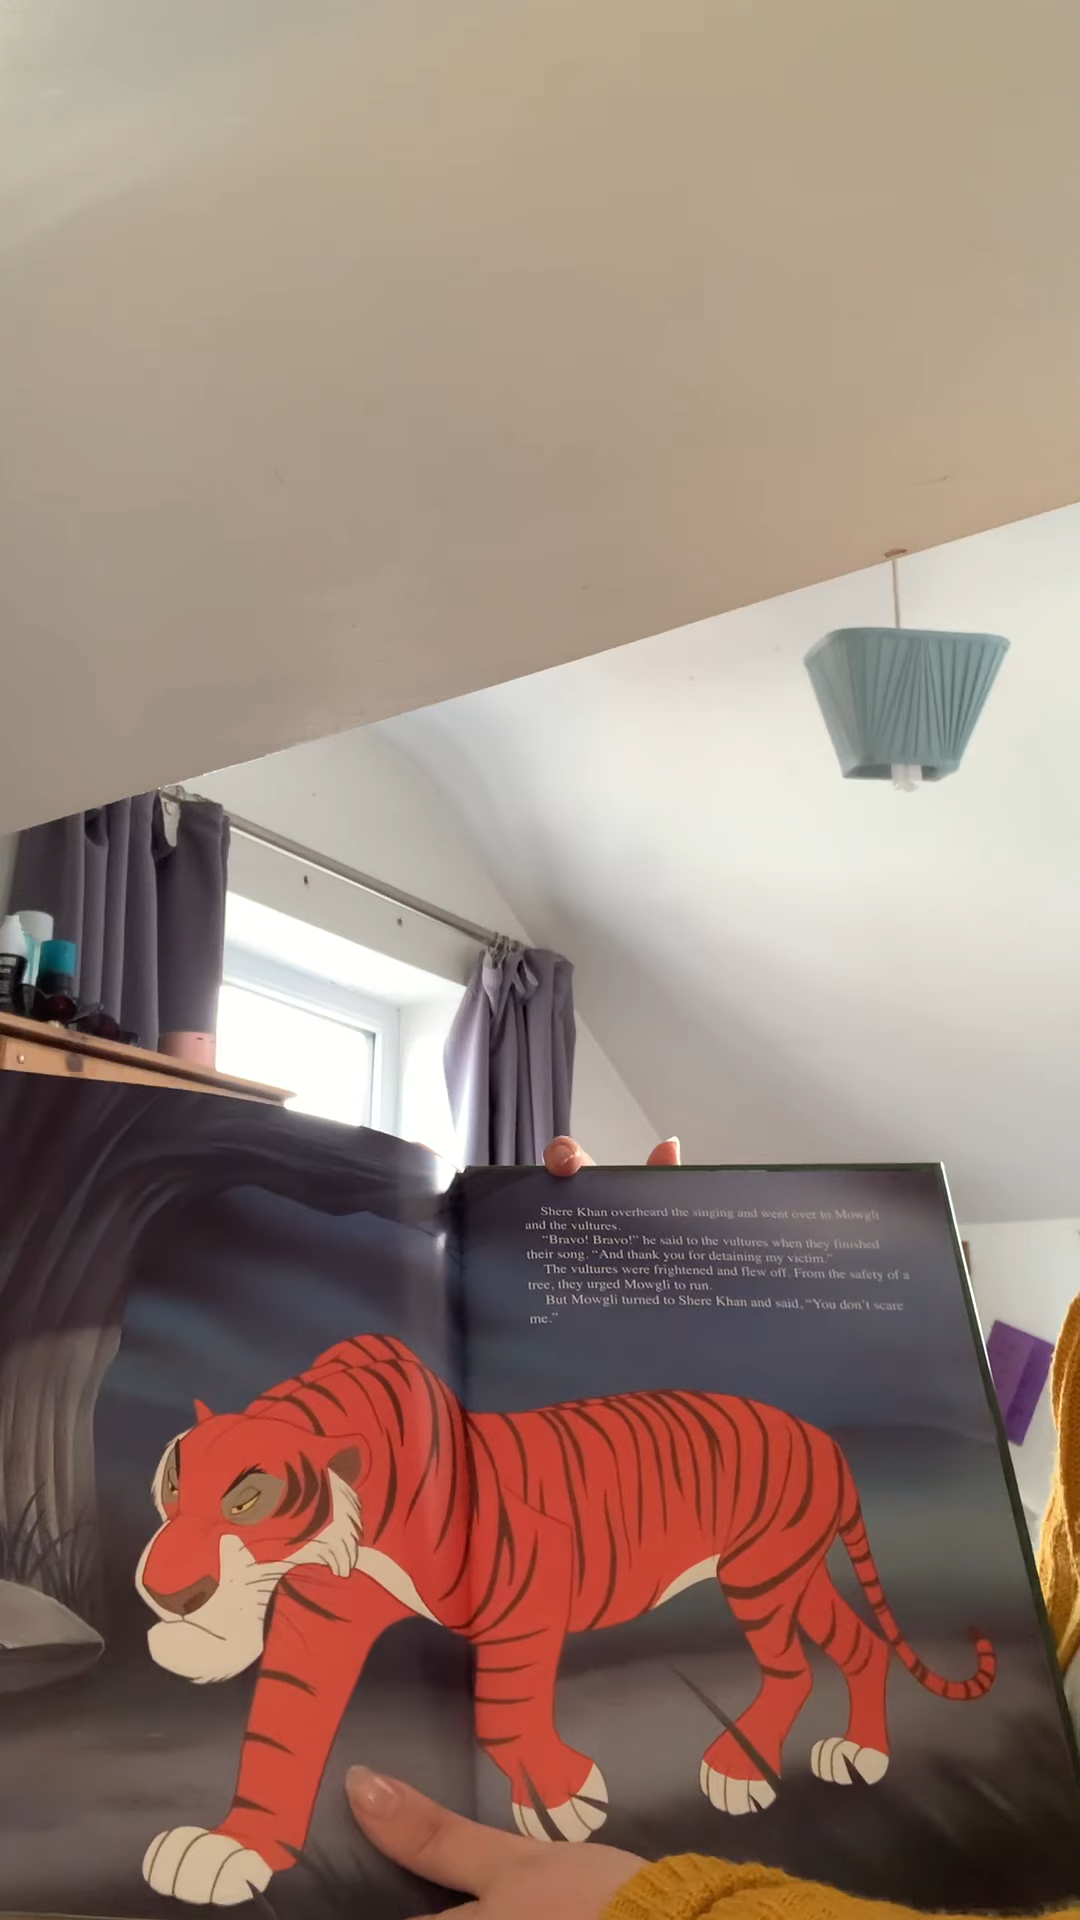 Shere Khan overheard the singing and went over to Mowgli
and the vultures.
“Bravo! Bravo!” he said to the vultures when they finished
their song. “And thank you for detaining my victim.”
The vultures were frightened and flew off. From the safety of a
tree, they urged Mowgli to run.
But Mowgli turned to Shere Khan and said, “You don’t scare
me.”